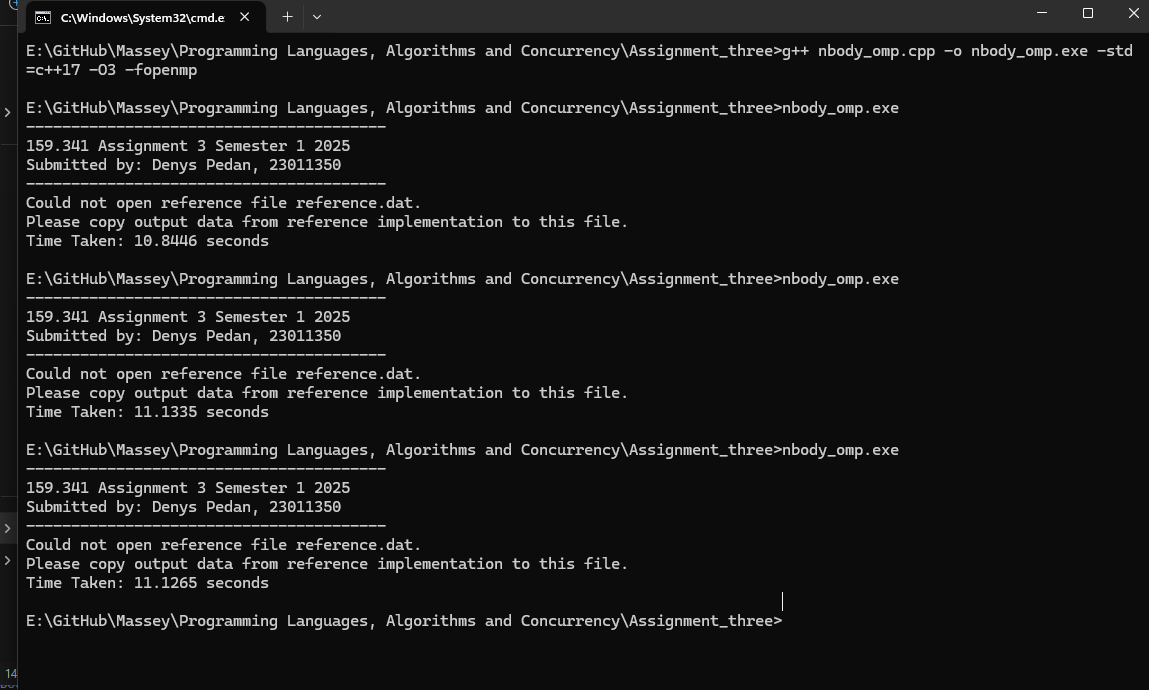 C:\Windows\System32\cmd.e
E:\GitHub\Massey\Programming Languages, Algorithms and Concurrency\Assignment_three>g++ nbody_omp.cpp -o nbody_omp.exe -std
=c++17 -O3 -fopenmp
E:\GitHub\Massey\Programming Languages, Algorithms and Concurrency\Assignment_three>nbody_omp.exe
----------------------------------------
159.341 Assignment 3 Semester 1 2025
Submitted by: Denys Pedan, 23011350
----------------------------------------
Could not open reference file reference.dat.
Please copy output data from reference implementation to this file.
Time Taken: 10.8446 seconds
E:\GitHub\Massey\Programming Languages, Algorithms and Concurrency\Assignment_three>nbody_omp.exe
----------------------------------------
159.341 Assignment 3 Semester 1 2025
Submitted by: Denys Pedan, 23011350
----------------------------------------
Could not open reference file reference.dat.
Please copy output data from reference implementation to this file.
Time Taken: 11.1335 seconds
E:\GitHub\Massey\Programming Languages, Algorithms and Concurrency\Assignment_three>nbody_omp.exe
----------------------------------------
159.341 Assignment 3 Semester 1 2025
Submitted by: Denys Pedan, 23011350
----------------------------------------
Could not open reference file reference.dat.
Please copy output data from reference implementation to this file.
Time Taken: 11.1265 seconds
E:\GitHub\Massey\Programming Languages, Algorithms and Concurrency\Assignment_three>
14